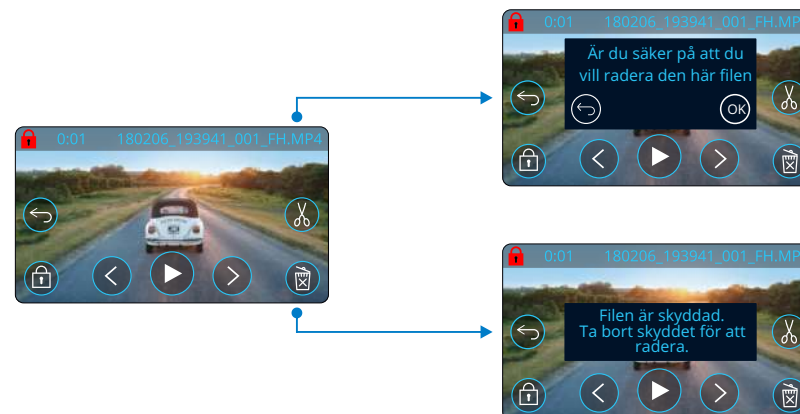 0:01 180206_193941_001_FH.MP4
0:01 180206_193941_001_FH.MP
Är du säker på att du
vill radera den här filen
OK
0:01 180206_193941_001_FH.MP
Filen är skyddad.
Ta bort skyddet för att
radera.